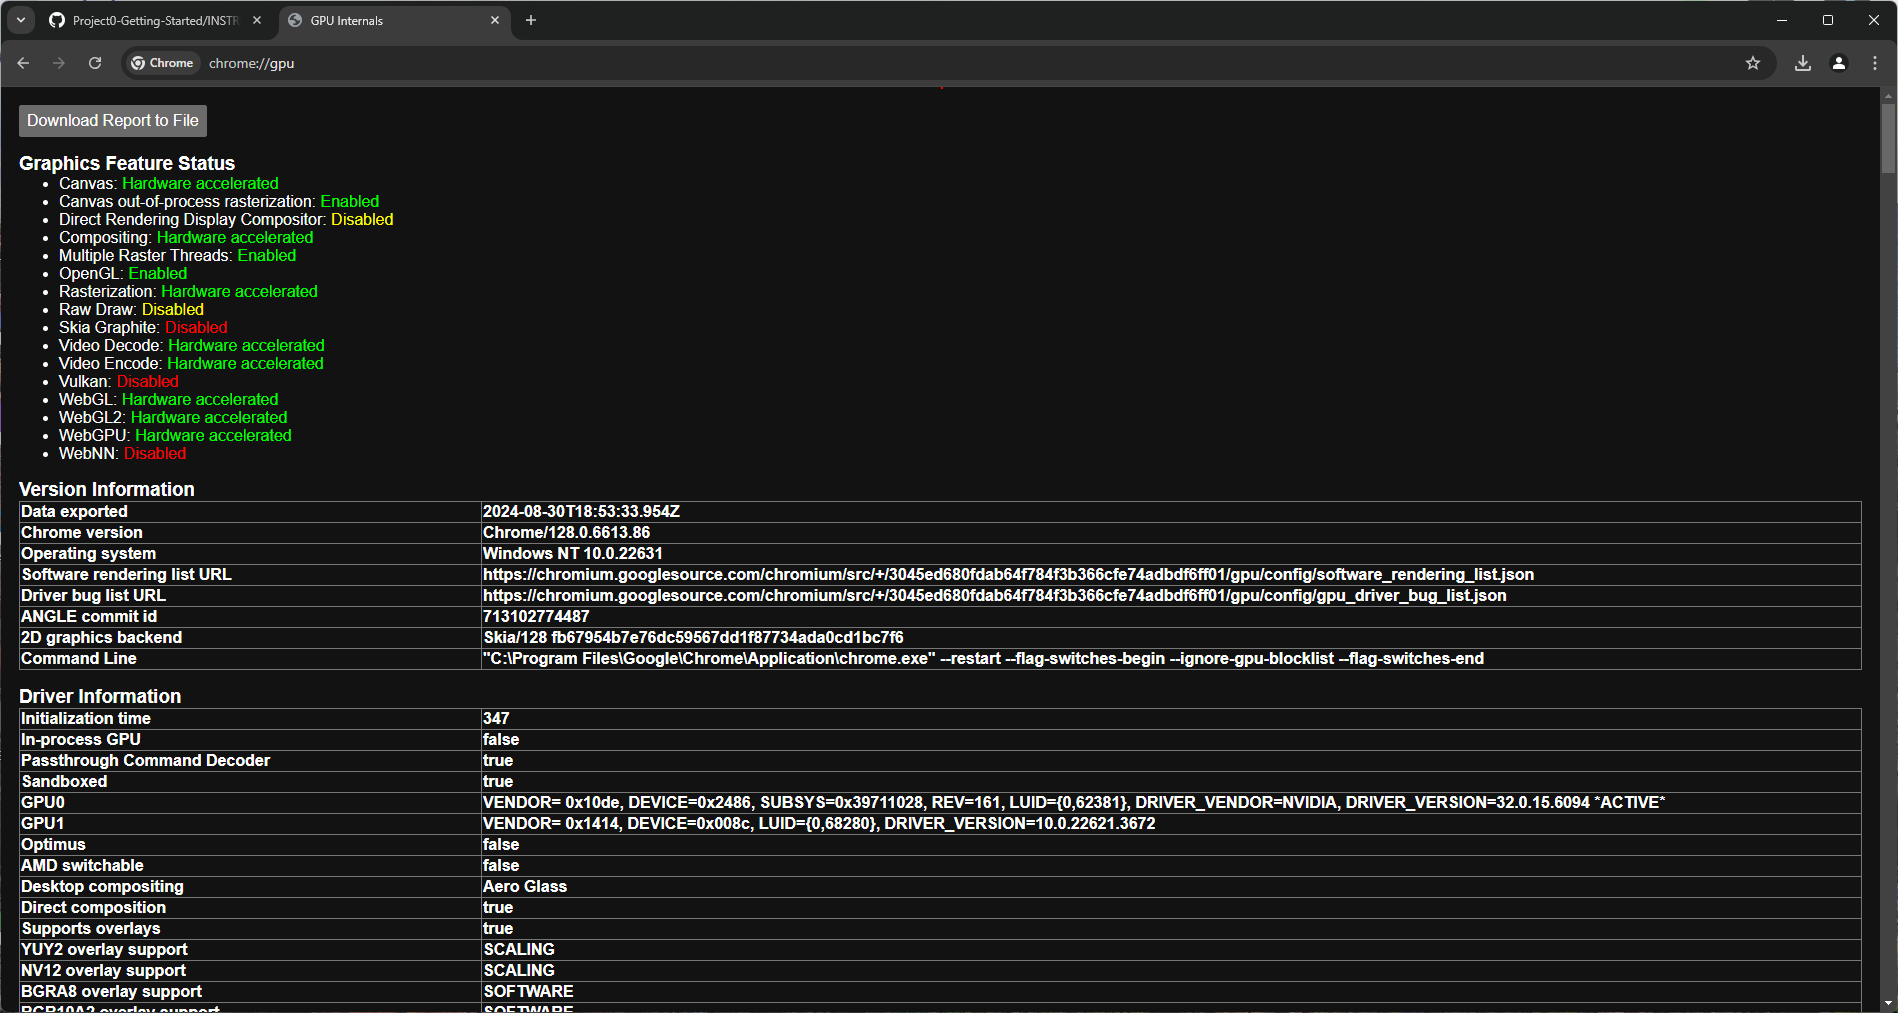 Project0-Getting-Started/INSTR
GPU Internals
Chrome
chrome://gpu
Download Report to File
Graphics Feature Status
Canvas: Hardware accelerated
Canvas out-of-process rasterization: Enabled
Direct Rendering Display Compositor: Disabled
Compositing: Hardware accelerated
Multiple Raster Threads: Enabled
OpenGL: Enabled
Rasterization: Hardware accelerated
Raw Draw: Disabled
Skia Graphite: Disabled
Video Decode: Hardware accelerated
Video Encode: Hardware accelerated
Vulkan: Disabled
WebGL: Hardware accelerated
WebGL2: Hardware accelerated
WebGPU: Hardware accelerated
WebNN: Disabled
Version Information
Data exported 2024-08-30T18:53:33.954Z
Chrome version Chrome/128.0.6613.86
Operating system Windows NT 10.0.22631
Software rendering list URL https://chromium.googlesource.com/chromium/src/+/3045ed680fdab64f784f3b366cfe74adbdf6ff01/gpu/config/software_rendering_list.json
Driver bug list URL https://chromium.googlesource.com/chromium/src/+/3045ed680fdab64f784f3b366cfe74adbdf6ff01/gpu/config/gpu_driver_bug_list.json
ANGLE commit id 713102774487
2D graphics backend Skia/128 fb67954b7e76dc59567dd1f87734ada0cd1bc7f6
Command Line "C:\Program Files\Google\Chrome\Application\chrome.exe" --restart --flag-switches-begin --ignore-gpu-blocklist --flag-switches-end
Driver Information
Initialization time 347
In-process GPU false
Passthrough Command Decoder true
Sandboxed true
GPU0 VENDOR= 0x10de, DEVICE=0x2486, SUBSYS=0x39711028, REV=161, LUID={0,62381}, DRIVER_VENDOR=NVIDIA, DRIVER_VERSION=32.0.15.6094 *ACTIVE*
GPU1 VENDOR= 0x1414, DEVICE=0x008c, LUID={0,68280}, DRIVER_VERSION=10.0.22621.3672
Optimus false
AMD switchable false
Desktop compositing Aero Glass
Direct composition true
Supports overlays true
YUY2 overlay support SCALING
NV12 overlay support SCALING
BGRA8 overlay support SOFTWARE
RGB10A2 overlay support SOFTWARE